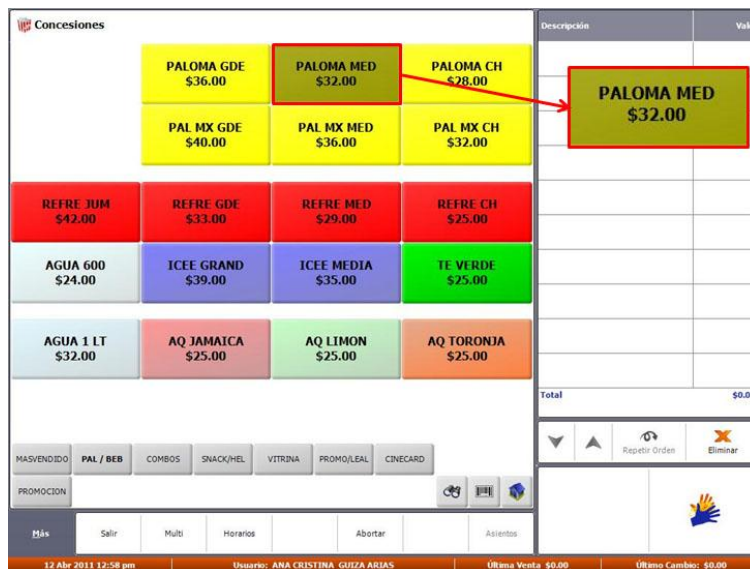 Concesiones
Descripción
PALOMA GDE
$36.00
PALOMA MED
$32.00
PALOMA CH
$28.00
PALOMA MED
$32.00
PAL MX GDE
$40.00
PAL MX MED
$36.00
PAL MX CH
$32.00
REFRE JUM
$42.00
REFRE GDE
$33.00
REFRE MED
$29.00
REFRE CH
$25.00
AGUA 600
$24.00
ICEE GRAND
$39.00
ICEE MEDIA
$35.00
TE VERDE
$25.00
AGUA 1 LT
$32.00
AQ JAMAICA
$25.00
AQ LIMON
$25.00
AQ TORONJA
$25.00
Total
MASVENDIDO
PAL / BEB
COMBOS
SNACK/HEL
VITRINA
PROMO/LEAL
CINECARD
PROMOCION
Repetir Orden
Eliminar
Más
Salir
Multi
Horarios
Abortar
Asientos
12 Abr 2011 12:58 pm
Usuario: ANA CRISTINA GUIZA ARIAS
Última Venta $0.00
Último Cambio: $0.00